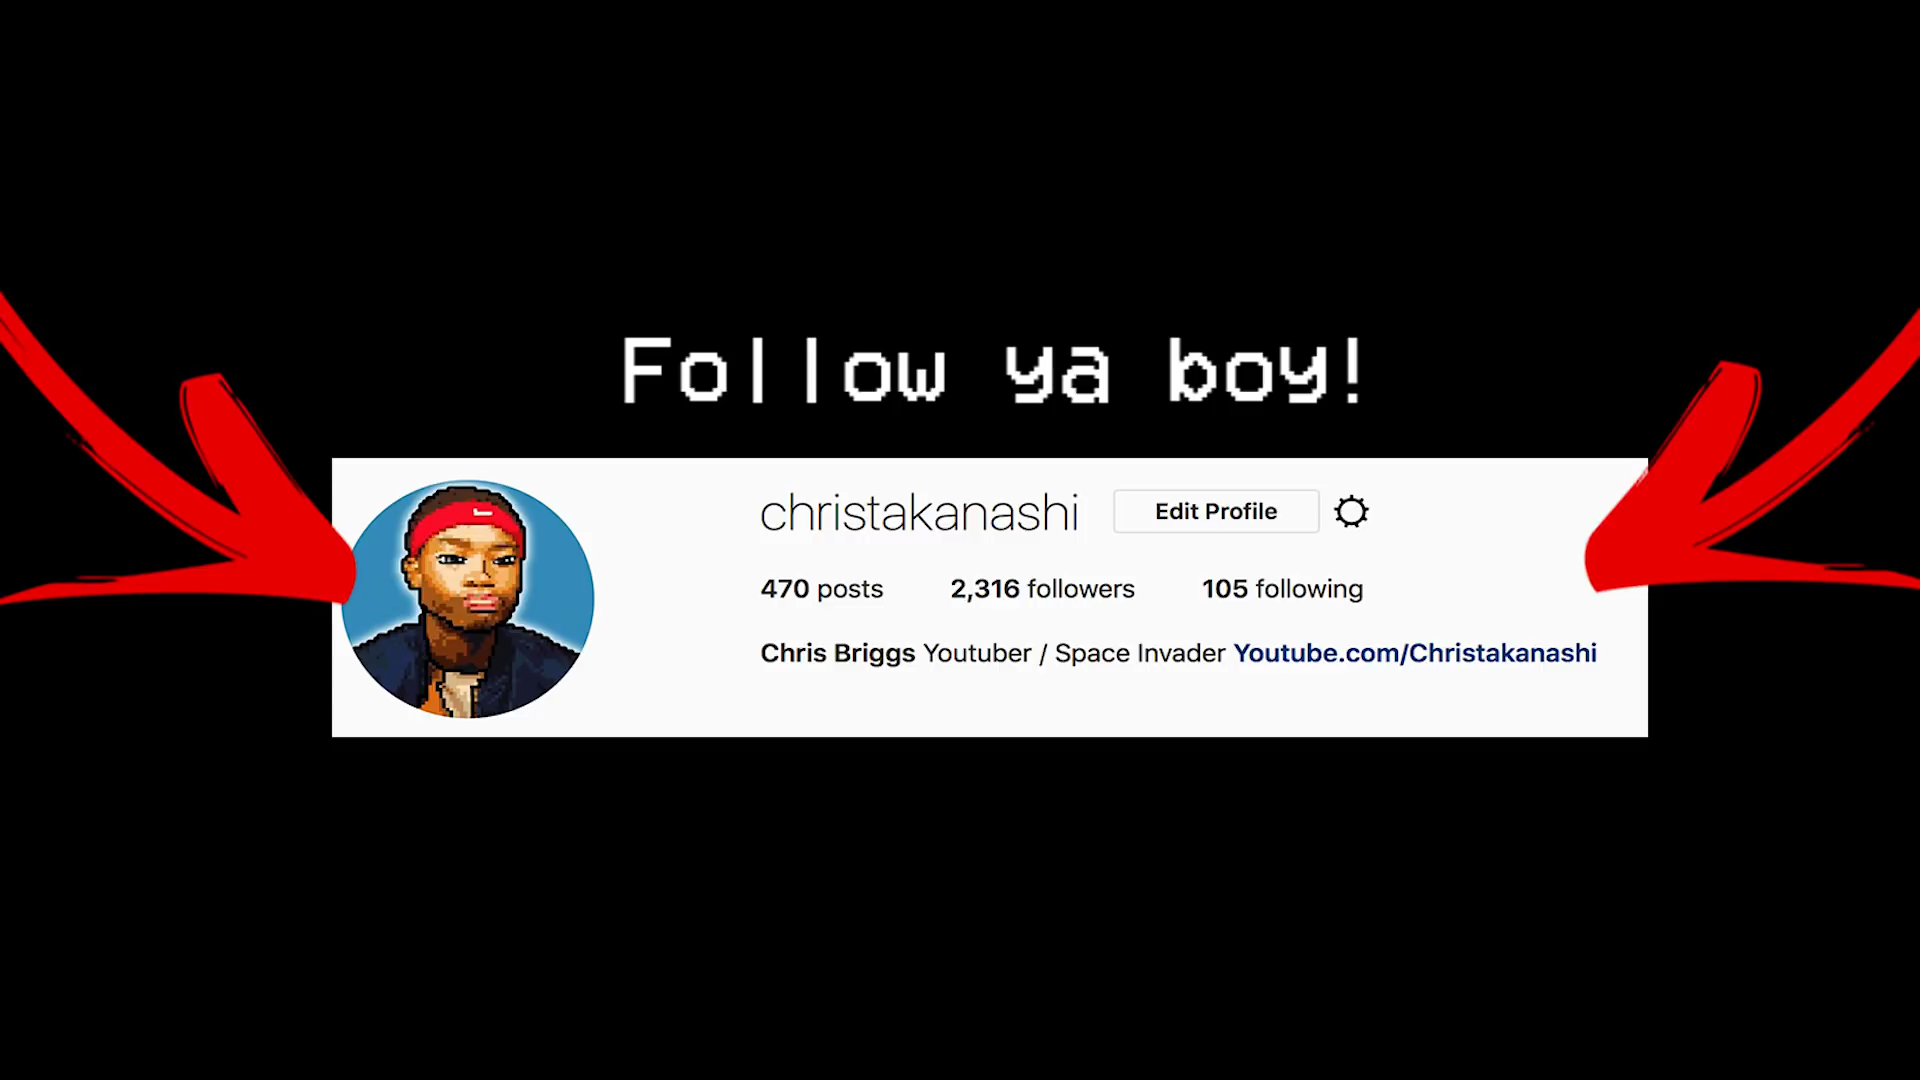 Follow ya boy!
christakanashi Edit Profile
470 posts 2,316 followers 105 following
Chris Briggs Youtuber / Space Invader Youtube.com/Christakanashi